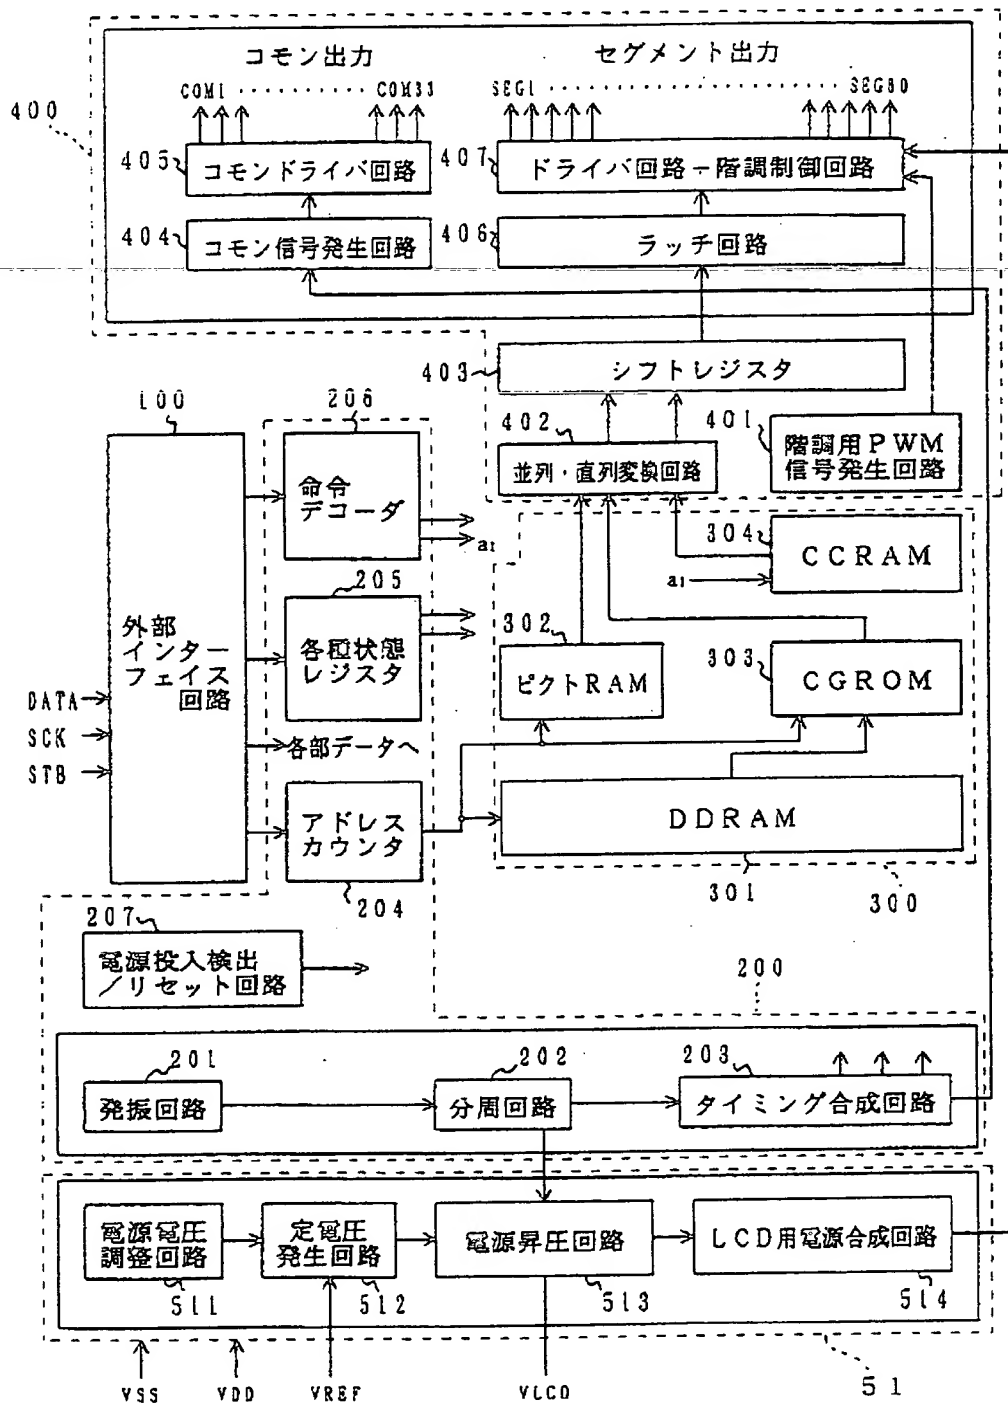 コモン出力
セグメント出力
COM1 ・・・・・・・・・・・・ COM33
SEG1 ・・・・・・・・・・・・ SEG80
400
405
コモンドライバ回路
407
ドライバ回路－階調制御回路
404
コモン信号発生回路
406
ラッチ回路
403
シフトレジスタ
100
206
402
401
命令
デコーダ
並列・直列変換回路
階調用PWM
信号発生回路
a1
304
CCRAM
a1
205
外部
インター
フェイス
回路
各種状態
レジスタ
302
ピクトRAM
303
CGROM
DATA
SCK
STB
各部データへ
アドレス
カウンタ
DDRAM
204
301
300
207
電源投入検出
／リセット回路
200
201
202
203
発振回路
分周回路
タイミング合成回路
電源電圧
調整回路
定電圧
発生回路
電源昇圧回路
LCD用電源合成回路
511
512
513
514
VSS
VDD
VREF
VLCD
51